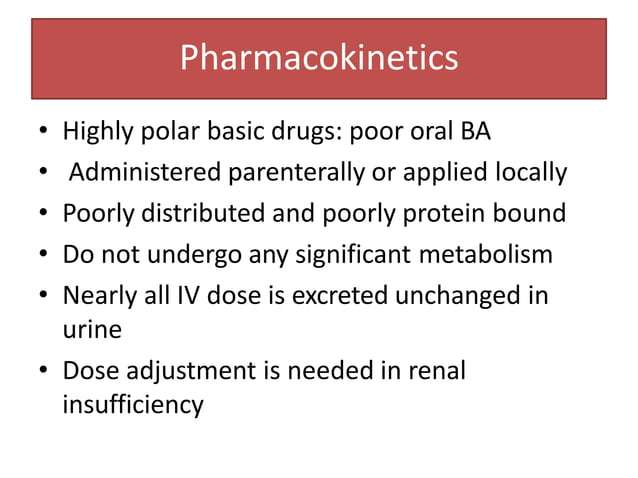 Pharmacokinetics
• Highly polar basic drugs: poor oral BA
• Administered parenterally or applied locally
• Poorly distributed and poorly protein bound
• Do not undergo any significant metabolism
• Nearly all IV dose is excreted unchanged in
urine
• Dose adjustment is needed in renal
insufficiency